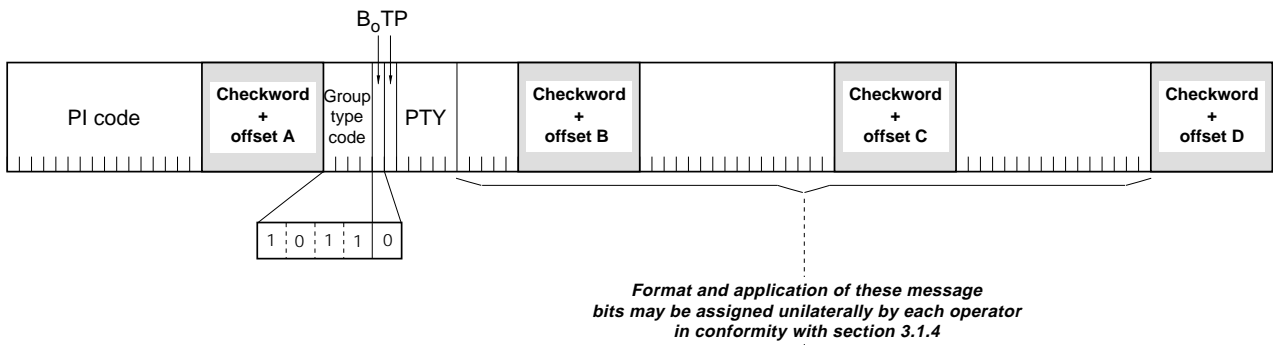 BoTP
PI code
Checkword
+
offset A
Group
type
code
PTY
Checkword
+
offset B
Checkword
+
offset C
Checkword
+
offset D
1 0 1 1 0
Format and application of these message
bits may be assigned unilaterally by each operator
in conformity with section 3.1.4